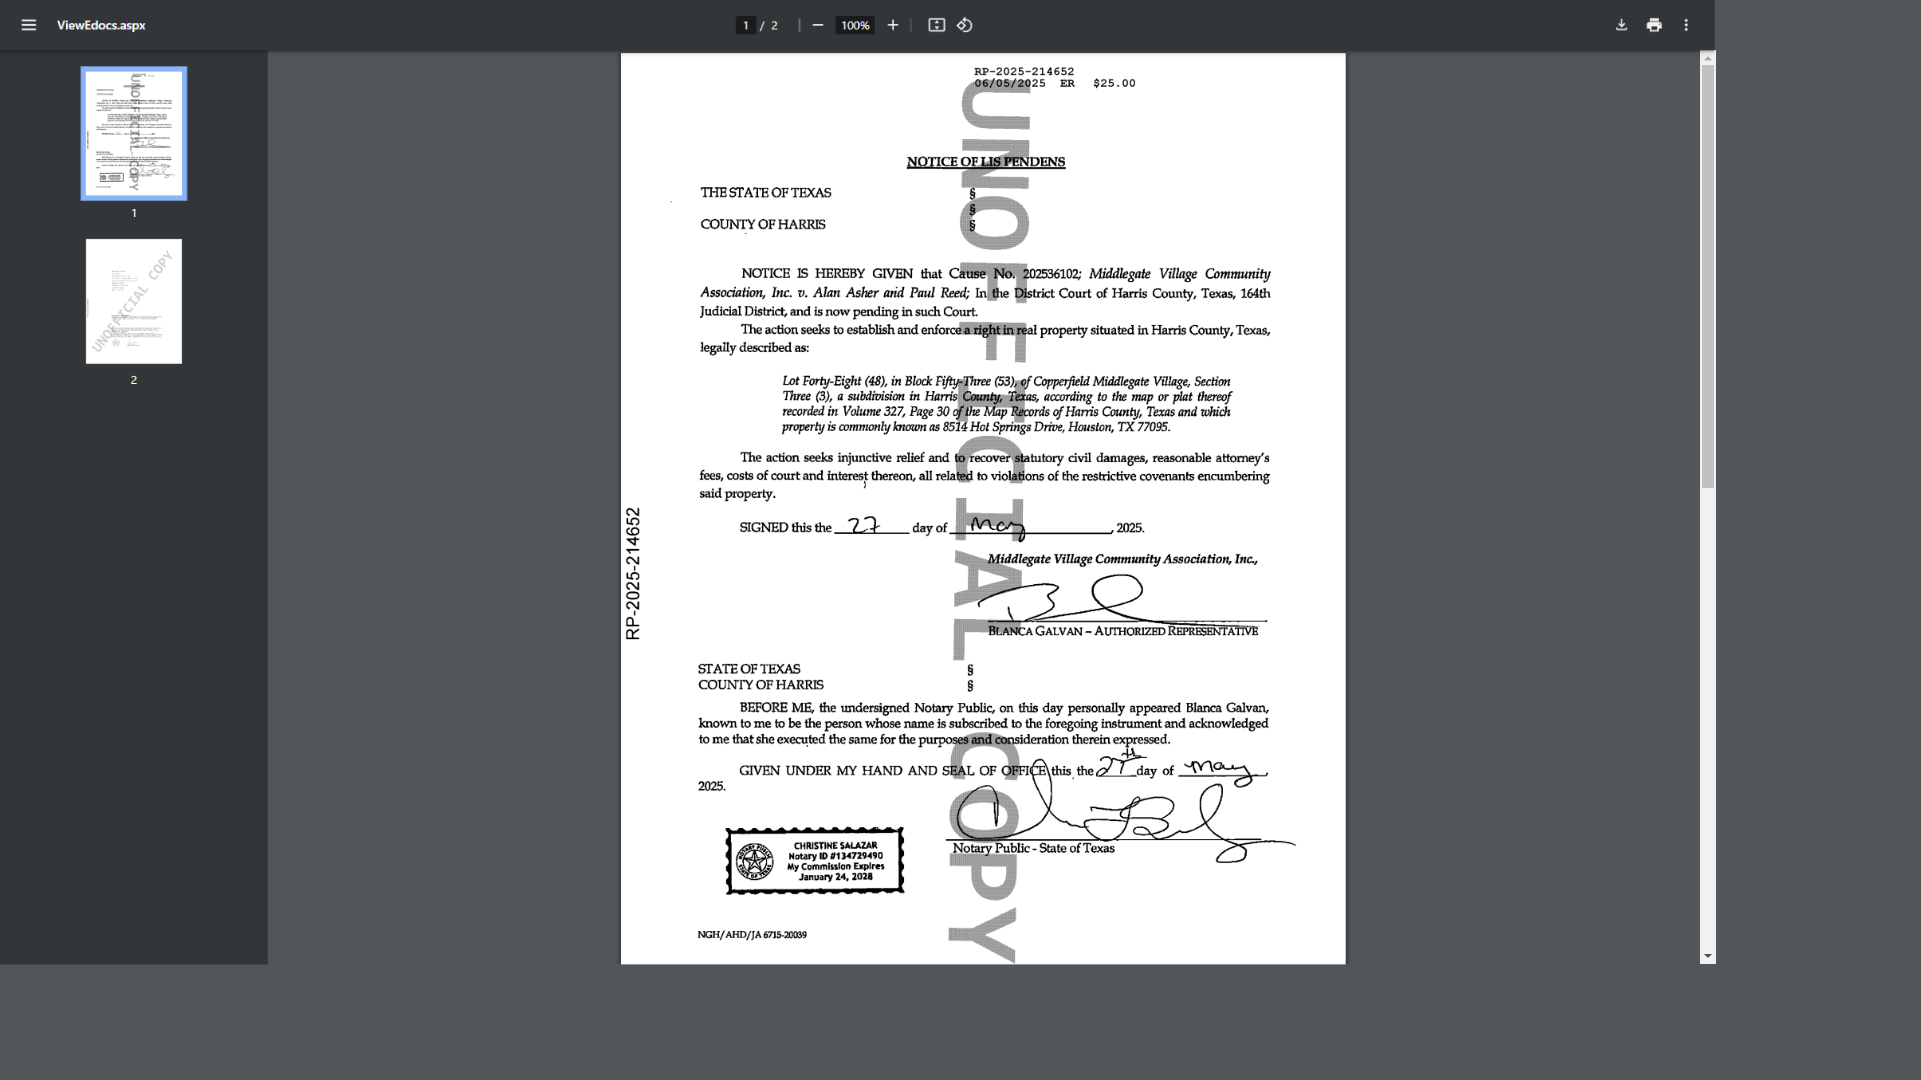 ViewEdocs.aspx
1 / 2
100%
1
2
RP-2025-214652
06/05/2025 ER $25.00
NOTICE OF LIS PENDENS
THE STATE OF TEXAS §
§
COUNTY OF HARRIS §
NOTICE IS HEREBY GIVEN that Cause No. 202536102; Middlegate Village Community
Association, Inc. v. Alan Asher and Paul Reed; In the District Court of Harris County, Texas, 164th
Judicial District, and is now pending in such Court.
The action seeks to establish and enforce a right in real property situated in Harris County, Texas,
legally described as:
Lot Forty-Eight (48), in Block Fifty-Three (53), of Copperfield Middlegate Village, Section
Three (3), a subdivision in Harris County, Texas, according to the map or plat thereof
recorded in Volume 327, Page 30 of the Map Records of Harris County, Texas and which
property is commonly known as 8514 Hot Springs Drive, Houston, TX 77095.
The action seeks injunctive relief and to recover statutory civil damages, reasonable attorney's
fees, costs of court and interest thereon, all related to violations of the restrictive covenants encumbering
said property.
SIGNED this the 27 day of May, 2025.
Middlegate Village Community Association, Inc.,
BLANCA GALVAN – AUTHORIZED REPRESENTATIVE
STATE OF TEXAS §
COUNTY OF HARRIS §
BEFORE ME, the undersigned Notary Public, on this day personally appeared Blanca Galvan,
known to me to be the person whose name is subscribed to the foregoing instrument and acknowledged
to me that she executed the same for the purposes and consideration therein expressed.
GIVEN UNDER MY HAND AND SEAL OF OFFICE this the 27th day of May,
2025.
Notary Public - State of Texas
NOTARY PUBLIC
STATE OF TEXAS
CHRISTINE SALAZAR
Notary ID #134729490
My Commission Expires
January 24, 2028
NGH/AHD/JA 6715-20039
RP-2025-214652
UNOFFICIAL COPY
UNOFFICIAL COPY
UNOFFICIAL COPY